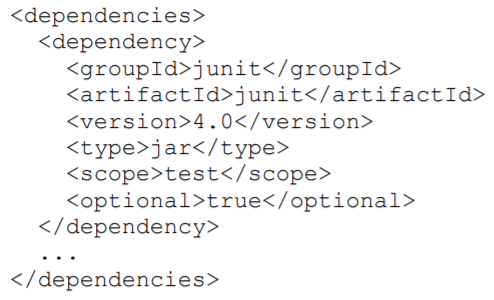 <dependencies>
  <dependency>
    <groupId>junit</groupId>
    <artifactId>junit</artifactId>
    <version>4.0</version>
    <type>jar</type>
    <scope>test</scope>
    <optional>true</optional>
  </dependency>
  ...
</dependencies>